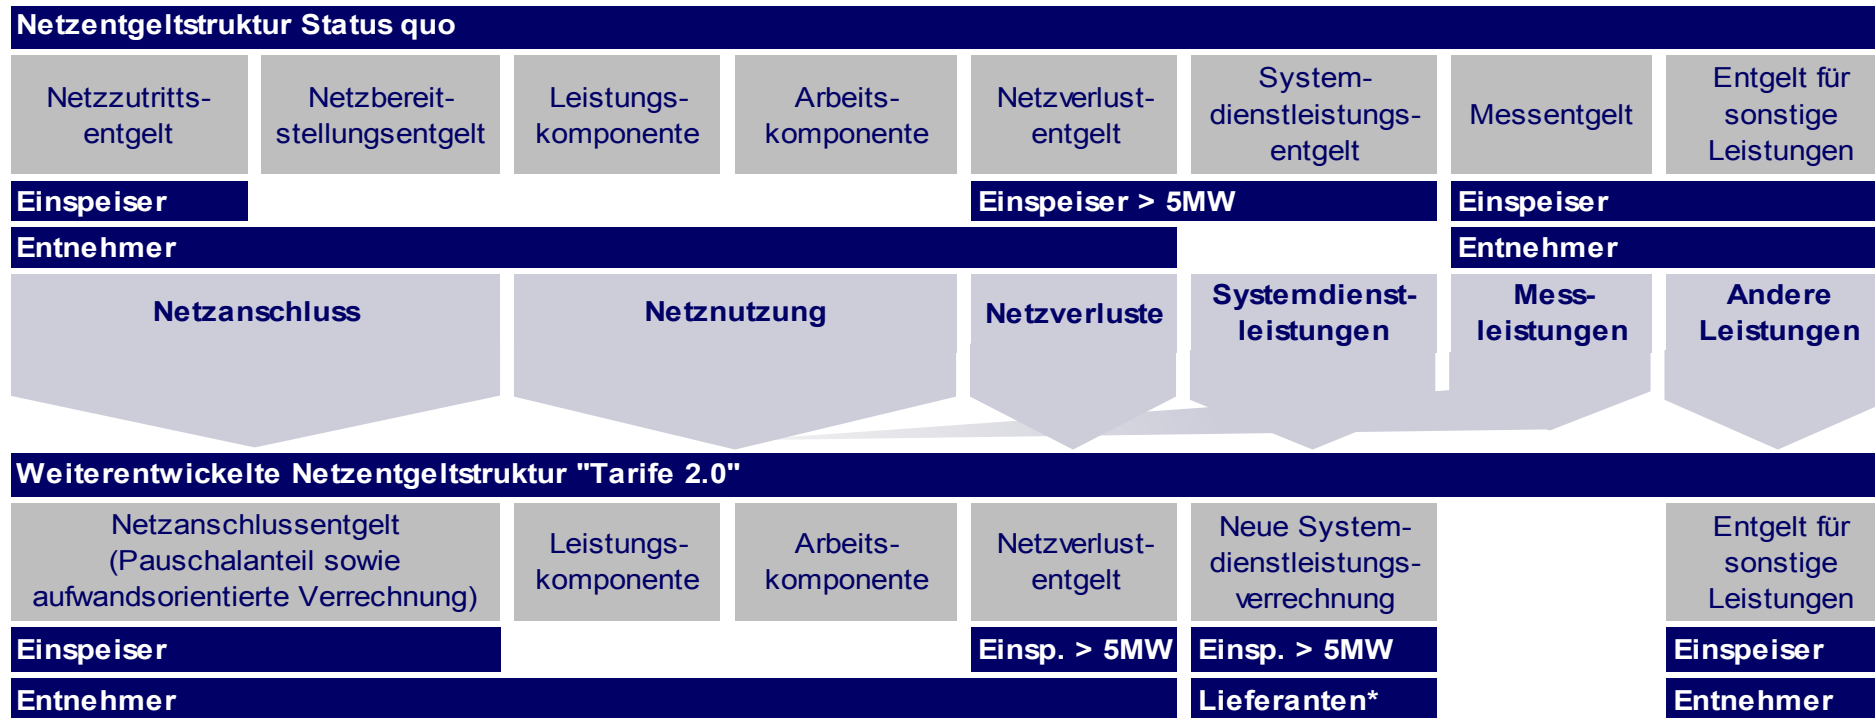 Netzentgeltstruktur Status quo
Netzzutritts-
entgelt
Netzbereit-
stellungsentgelt
Leistungs-
komponente
Arbeits-
komponente
Netzverlust-
entgelt
System-
dienstleistungs-
entgelt
Messentgelt
Entgelt für
sonstige
Leistungen
Einspeiser
Einspeiser > 5MW
Einspeiser
Entnehmer
Entnehmer
Netzanschluss
Netznutzung
Netzverluste
Systemdienst-
leistungen
Mess-
leistungen
Andere
Leistungen
Weiterentwickelte Netzentgeltstruktur "Tarife 2.0"
Netzanschlussentgelt
(Pauschalanteil sowie
aufwandsorientierte Verrechnung)
Leistungs-
komponente
Arbeits-
komponente
Netzverlust-
entgelt
Neue System-
dienstleistungs-
verrechnung
Entgelt für
sonstige
Leistungen
Einspeiser
Einsp. > 5MW
Einsp. > 5MW
Einspeiser
Entnehmer
Lieferanten*
Entnehmer